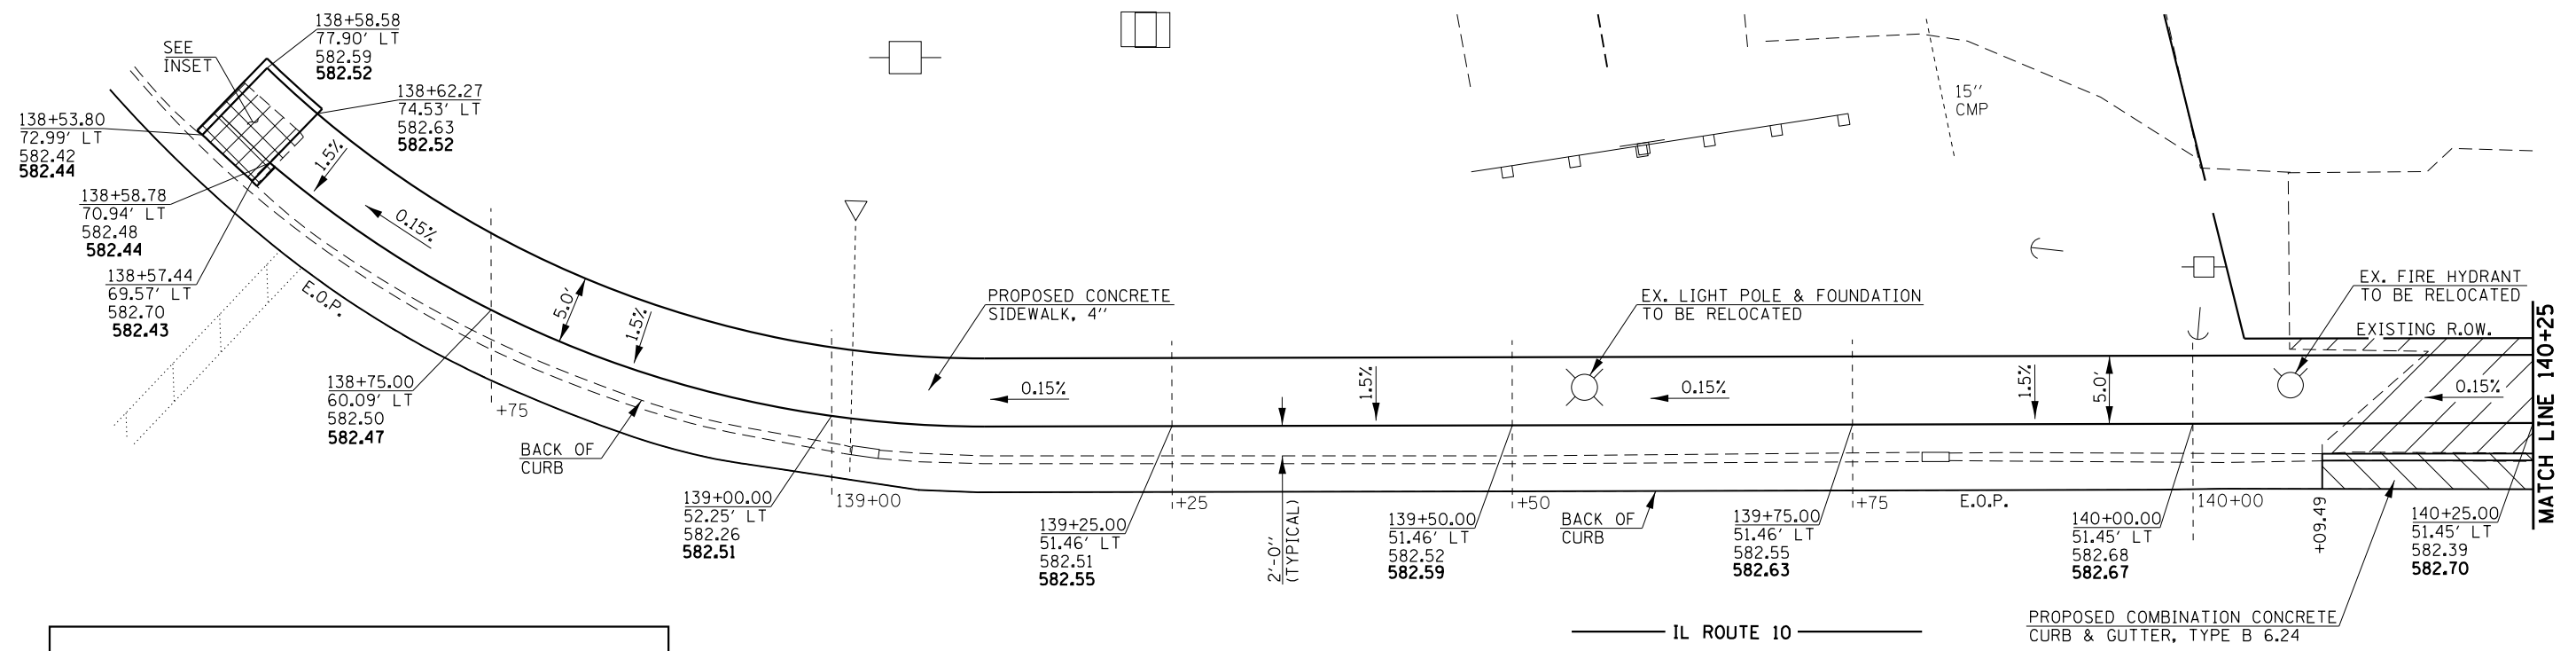 138+58.58
77.90' LT
582.59
582.52
SEE
INSET
138+62.27
74.53' LT
582.63
582.52
138+53.80
72.99' LT
582.42
582.44
1.5%
138+58.78
70.94' LT
582.48
582.44
0.15%
138+57.44
69.57' LT
582.70
582.43
E.O.P.
5.0'
1.5%
138+75.00
60.09' LT
582.50
582.47
+75
BACK OF
CURB
PROPOSED CONCRETE
SIDEWALK, 4"
0.15%
139+00.00
52.25' LT
582.26
582.51
139+00
139+25.00
51.46' LT
582.51
582.55
+25
2'-0"
(TYPICAL)
1.5%
139+50.00
51.46' LT
582.52
582.59
+50
EX. LIGHT POLE & FOUNDATION
TO BE RELOCATED
0.15%
BACK OF
CURB
139+75.00
51.46' LT
582.55
582.63
+75
E.O.P.
15"
CMP
1.5%
5.0'
140+00.00
51.45' LT
582.68
582.67
140+00
EX. FIRE HYDRANT
TO BE RELOCATED
EXISTING R.O.W.
0.15%
+09.49
140+25.00
51.45' LT
582.39
582.70
MATCH LINE 140+25
IL ROUTE 10
PROPOSED COMBINATION CONCRETE
CURB & GUTTER, TYPE B 6.24